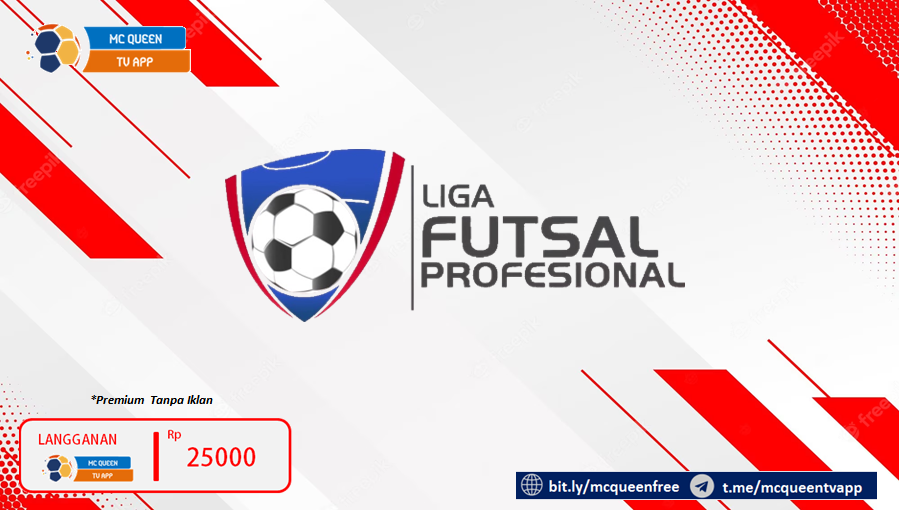 MC QUEEN
TV APP
LIGA
FUTSAL
PROFESIONAL
*Premium Tanpa Iklan
LANGGANAN
MC QUEEN
TV APP
Rp
25000
bit.ly/mcqueenfree
t.me/mcqueentvapp
freepik